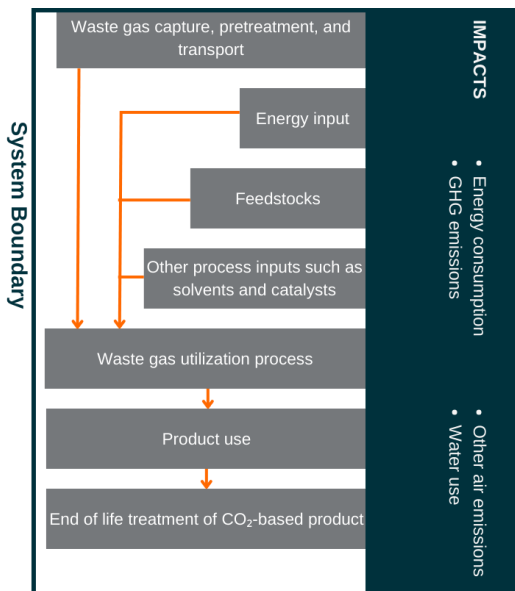 Waste gas capture, pretreatment, and
transport
Energy input
Feedstocks
Other process inputs such as
solvents and catalysts
Waste gas utilization process
Product use
End of life treatment of CO₂-based product
System Boundary
IMPACTS
• Energy consumption
• GHG emissions
• Other air emissions
• Water use